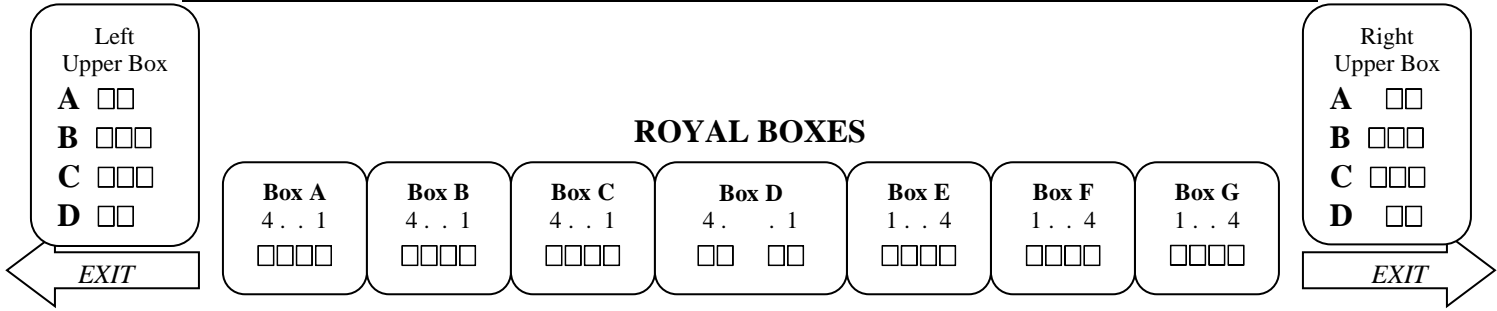 Left
Upper Box
A □□
B □□□
C □□□
D □□
EXIT
ROYAL BOXES
Box A
4 . . 1
□□□□
Box B
4 . . 1
□□□□
Box C
4 . . 1
□□□□
Box D
4 . . 1
□□ □□
Box E
1 . . 4
□□□□
Box F
1 . . 4
□□□□
Box G
1 . . 4
□□□□
Right
Upper Box
A □□
B □□□
C □□□
D □□
EXIT